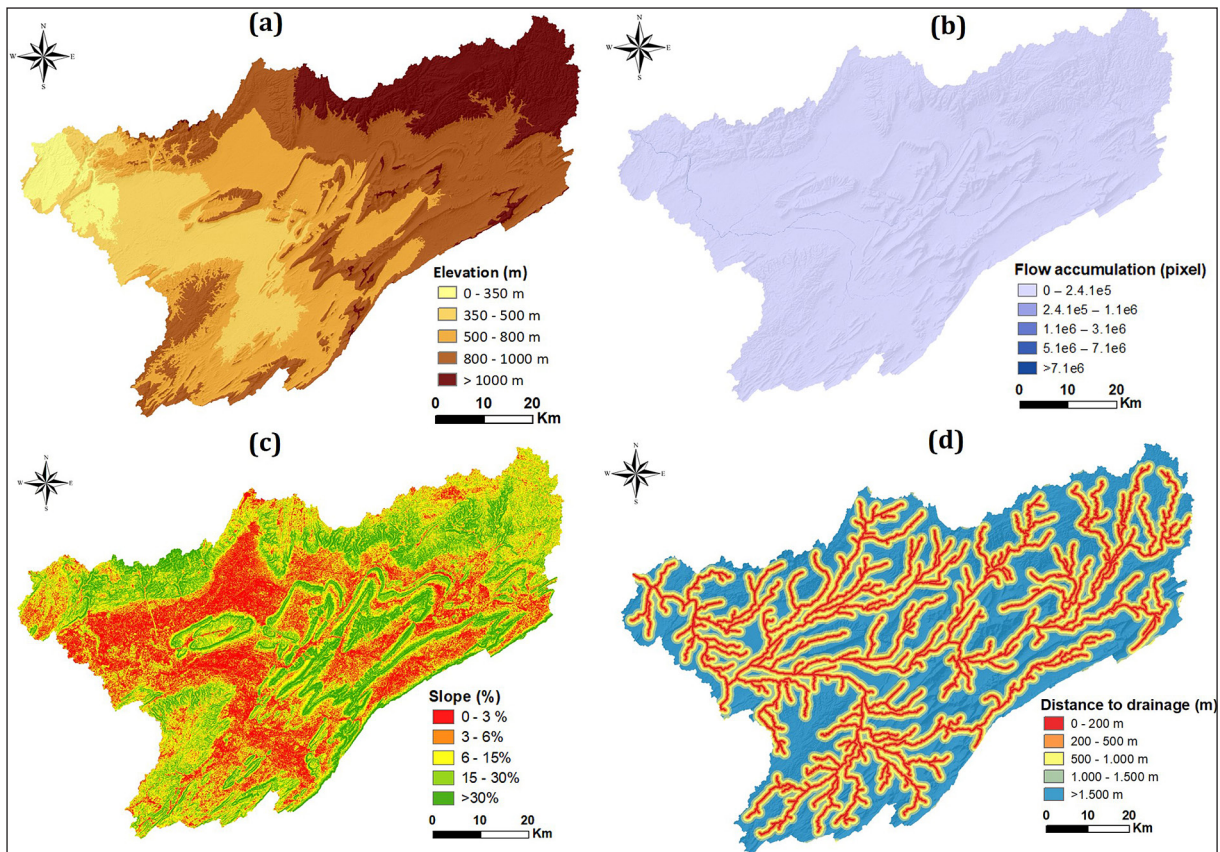 (a)
N
W
E
S
Elevation (m)
0 - 350 m
350 - 500 m
500 - 800 m
800 - 1000 m
> 1000 m
0 10 20
Km
(b)
N
W
E
S
Flow accumulation (pixel)
0 – 2.4.1e5
2.4.1e5 – 1.1e6
1.1e6 – 3.1e6
5.1e6 – 7.1e6
>7.1e6
0 10 20
Km
(c)
N
W
E
S
Slope (%)
0 - 3 %
3 - 6%
6 - 15%
15 - 30%
>30%
0 10 20
Km
(d)
N
W
E
S
Distance to drainage (m)
0 - 200 m
200 - 500 m
500 - 1.000 m
1.000 - 1.500 m
>1.500 m
0 10 20
Km